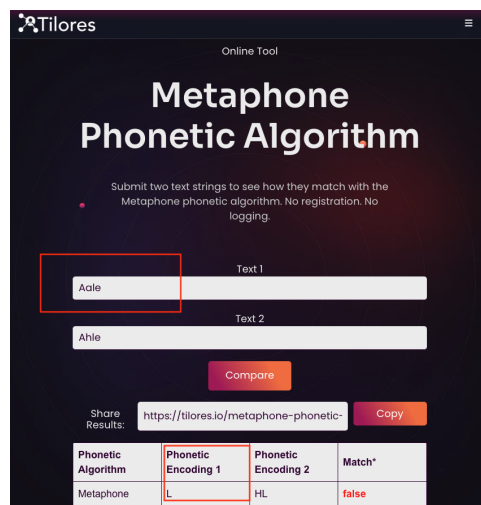 Tilores
Online Tool
Metaphone
Phonetic Algorithm
Submit two text strings to see how they match with the
Metaphone phonetic algorithm. No registration. No
logging.
Text 1
Aale
Text 2
Ahle
Compare
Share
Results:
https://tilores.io/metaphone-phonetic-
Copy
Phonetic Algorithm Phonetic Encoding 1 Phonetic Encoding 2 Match*
Metaphone L HL false